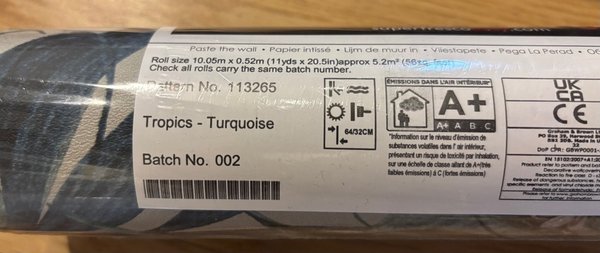 Paste the wall • Papier intissé • Lijm de muur in • Vliestapete • Pega La Pared •
Roll size 10.05m x 0.52m (11yds x 20.5in)approx 5.2m²
Check all rolls carry the same batch number.
Pattern No. 113265
Tropics - Turquoise
Batch No. 002
64/32CM
ÉMISSIONS DANS L'AIR INTÉRIEUR*
A+
A+ A B C
*Information sur le niveau d'émission de
substances volatiles dans l'air intérieur,
présentant un risque de toxicité par inhalation,
sur une échelle de classe allant de A+(très
faibles émissions) à C (fortes émissions)
UK
CA
CE
Graham & Brown
PO Box 39,